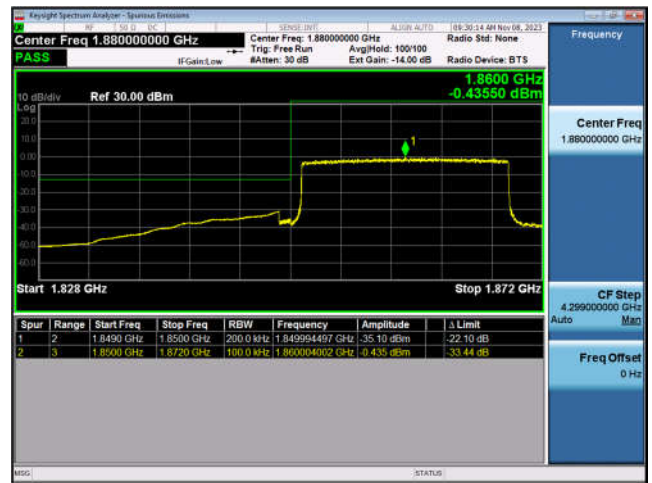 Keysight Spectrum Analyzer - Spurious Emissions
RF 50 Ω DC SENSE:INT ALIGN AUTO 09:30:14 AM Nov 08, 2023
Center Freq 1.880000000 GHz Center Freq: 1.880000000 GHz Radio Std: None
Trig: Free Run Avg|Hold: 100/100
PASS IFGain:Low #Atten: 30 dB Ext Gain: -14.00 dB Radio Device: BTS
1.8600 GHz
-0.43550 dBm
10 dB/div Ref 30.00 dBm
Log
20.0
10.0
0.00
-10.0
-20.0
-30.0
-40.0
-50.0
-60.0
1
Start 1.828 GHz Stop 1.872 GHz
Spur Range Start Freq Stop Freq RBW Frequency Amplitude Δ Limit
1 2 1.8490 GHz 1.8500 GHz 200.0 kHz 1.849994497 GHz -35.10 dBm -22.10 dB
2 3 1.8500 GHz 1.8720 GHz 100.0 kHz 1.860004002 GHz -0.435 dBm -33.44 dB
MSG STATUS
Frequency
Center Freq
1.880000000 GHz
CF Step
4.299000000 GHz
Auto Man
Freq Offset
0 Hz